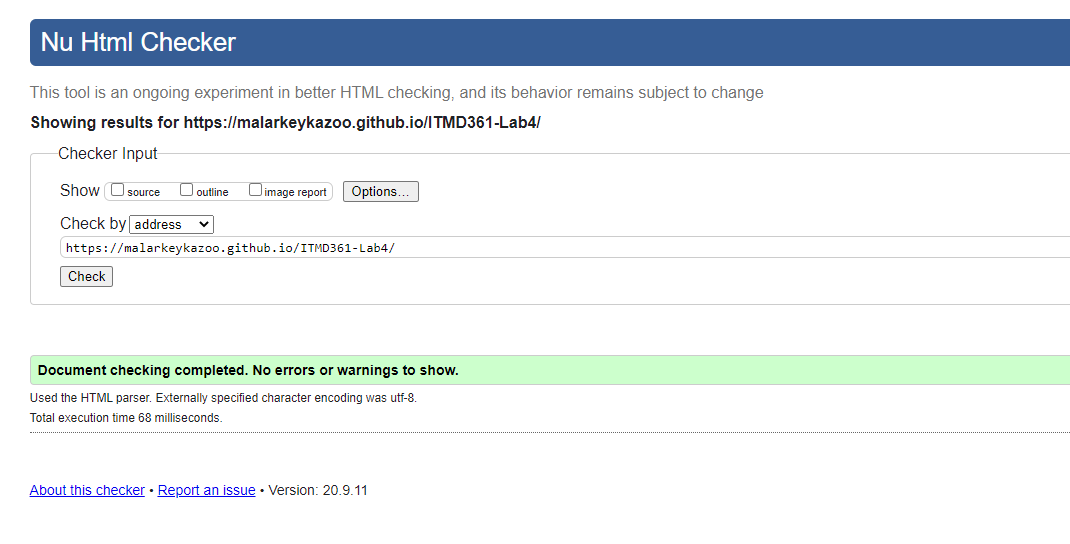 Nu Html Checker
This tool is an ongoing experiment in better HTML checking, and its behavior remains subject to change
Showing results for https://malarkeykazoo.github.io/ITMD361-Lab4/
Checker Input
Show source outline image report Options...
Check by address
https://malarkeykazoo.github.io/ITMD361-Lab4/
Check
Document checking completed. No errors or warnings to show.
Used the HTML parser. Externally specified character encoding was utf-8.
Total execution time 68 milliseconds.
About this checker • Report an issue • Version: 20.9.11